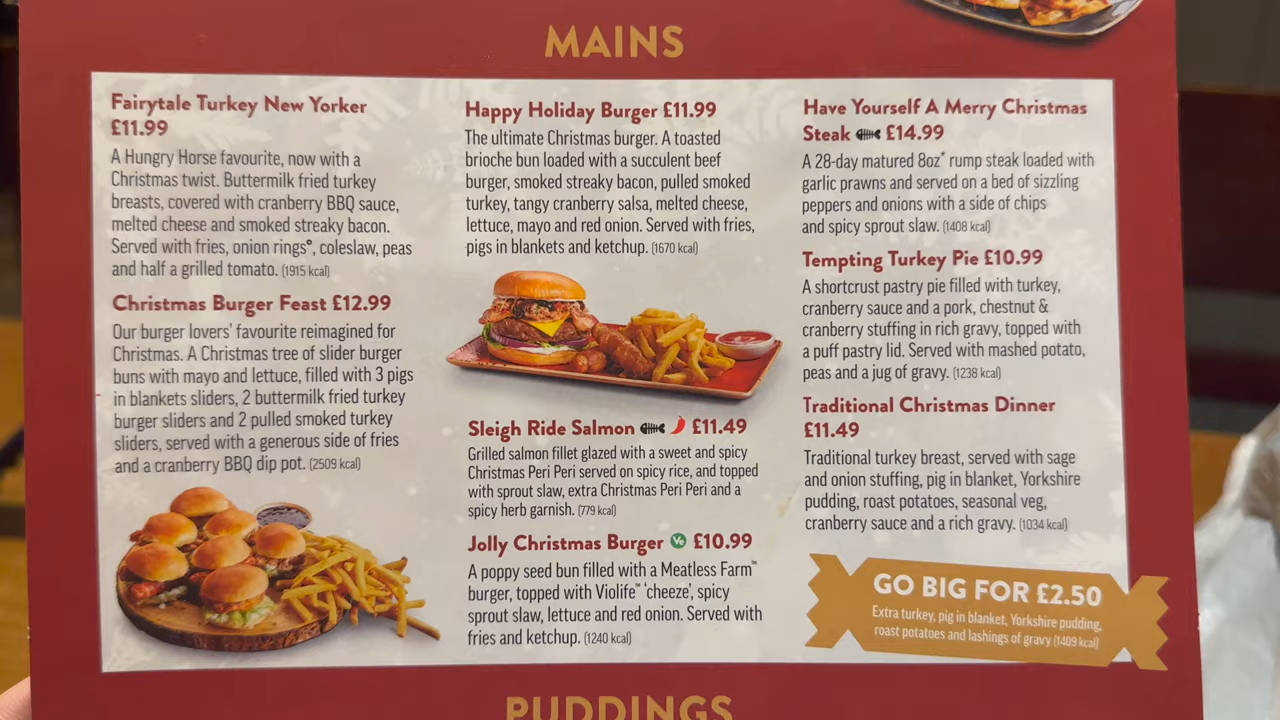 MAINS
Fairytale Turkey New Yorker
£11.99
A Hungry Horse favourite, now with a
Christmas twist. Buttermilk fried turkey
breasts, covered with cranberry BBQ sauce,
melted cheese and smoked streaky bacon.
Served with fries, onion rings°, coleslaw, peas
and half a grilled tomato. (1915 kcal)
Christmas Burger Feast £12.99
Our burger lovers' favourite reimagined for
Christmas. A Christmas tree of slider burger
buns with mayo and lettuce, filled with 3 pigs
in blankets sliders, 2 buttermilk fried turkey
burger sliders and 2 pulled smoked turkey
sliders, served with a generous side of fries
and a cranberry BBQ dip pot. (2509 kcal)
Happy Holiday Burger £11.99
The ultimate Christmas burger. A toasted
brioche bun loaded with a succulent beef
burger, smoked streaky bacon, pulled smoked
turkey, tangy cranberry salsa, melted cheese,
lettuce, mayo and red onion. Served with fries,
pigs in blankets and ketchup. (1670 kcal)
Sleigh Ride Salmon £11.49
Grilled salmon fillet glazed with a sweet and spicy
Christmas Peri Peri served on spicy rice, and topped
with sprout slaw, extra Christmas Peri Peri and a
spicy herb garnish. (779 kcal)
Jolly Christmas Burger Ve £10.99
A poppy seed bun filled with a Meatless Farm™
burger, topped with Violife™ 'cheeze', spicy
sprout slaw, lettuce and red onion. Served with
fries and ketchup. (1240 kcal)
Have Yourself A Merry Christmas
Steak £14.99
A 28-day matured 8oz* rump steak loaded with
garlic prawns and served on a bed of sizzling
peppers and onions with a side of chips
and spicy sprout slaw. (1408 kcal)
Tempting Turkey Pie £10.99
A shortcrust pastry pie filled with turkey,
cranberry sauce and a pork, chestnut &
cranberry stuffing in rich gravy, topped with
a puff pastry lid. Served with mashed potato,
peas and a jug of gravy. (1238 kcal)
Traditional Christmas Dinner
£11.49
Traditional turkey breast, served with sage
and onion stuffing, pig in blanket, Yorkshire
pudding, roast potatoes, seasonal veg,
cranberry sauce and a rich gravy. (1034 kcal)
GO BIG FOR £2.50
Extra turkey, pig in blanket, Yorkshire pudding,
roast potatoes and lashings of gravy (1409 kcal)
PUDDINGS